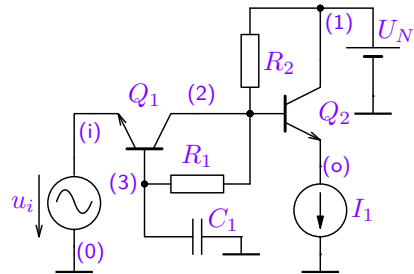 (1)
U_N
R_2
Q_1
(2)
(i)
Q_2
(3)
R_1
(o)
u_i
C_1
I_1
(0)